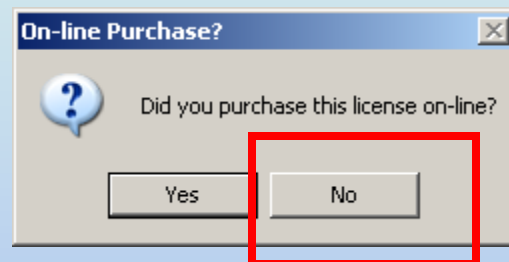 On-line Purchase?
?
Did you purchase this license on-line?
Yes No